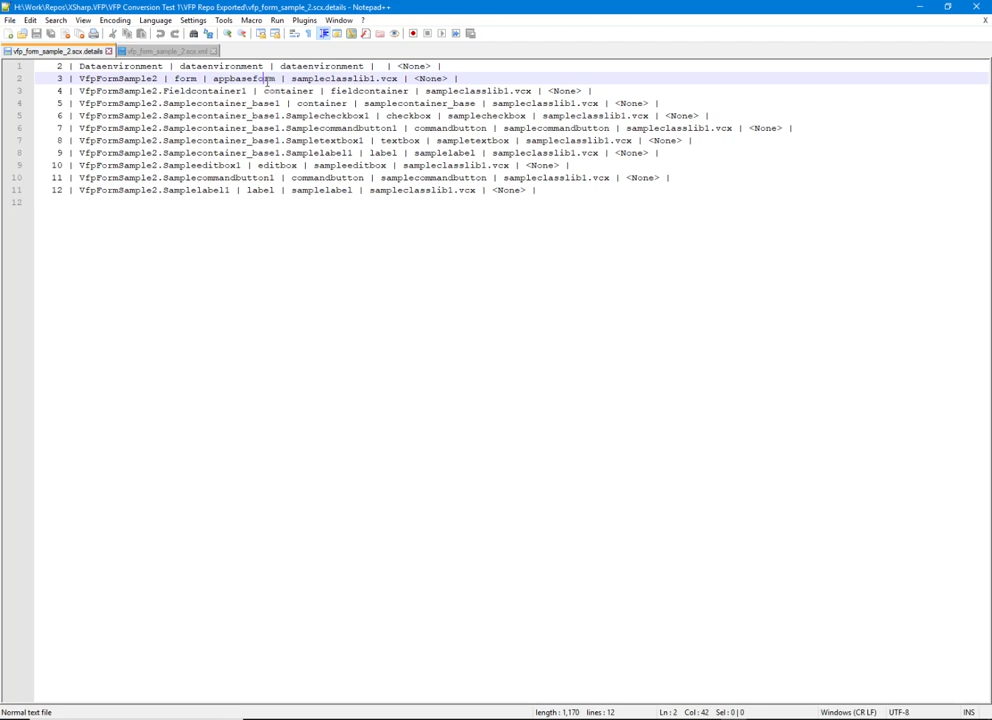 H:\Work\Repos\XSharp.VFP\VFP Conversion Test 1\VFP Repo Exported\vfp_form_sample_2.scx.details - Notepad++
File Edit Search View Encoding Language Settings Tools Macro Run Plugins Window ? X
vfp_form_sample_2.scx.details vfp_form_sample_2.scx.xml
1 2 | Dataenvironment | dataenvironment | dataenvironment | | <None> |
2 3 | VfpFormSample2 | form | appbaseform | sampleclasslib1.vcx | <None> |
3 4 | VfpFormSample2.Fieldcontainer1 | container | fieldcontainer | sampleclasslib1.vcx | <None> |
4 5 | VfpFormSample2.Samplecontainer_base1 | container | samplecontainer_base | sampleclasslib1.vcx | <None> |
5 6 | VfpFormSample2.Samplecontainer_base1.Samplecheckbox1 | checkbox | samplecheckbox | sampleclasslib1.vcx | <None> |
6 7 | VfpFormSample2.Samplecontainer_base1.Samplecommandbutton1 | commandbutton | samplecommandbutton | sampleclasslib1.vcx | <None> |
7 8 | VfpFormSample2.Samplecontainer_base1.Sampletextbox1 | textbox | sampletextbox | sampleclasslib1.vcx | <None> |
8 9 | VfpFormSample2.Samplecontainer_base1.Samplelabel1 | label | samplelabel | sampleclasslib1.vcx | <None> |
9 10 | VfpFormSample2.Sampleeditbox1 | editbox | sampleeditbox | sampleclasslib1.vcx | <None> |
10 11 | VfpFormSample2.Samplecommandbutton1 | commandbutton | samplecommandbutton | sampleclasslib1.vcx | <None> |
11 12 | VfpFormSample2.Samplelabel1 | label | samplelabel | sampleclasslib1.vcx | <None> |
12
Normal text file length : 1,170 lines : 12 Ln : 2 Col : 42 Sel : 0 | 0 Windows (CR LF) UTF-8 INS